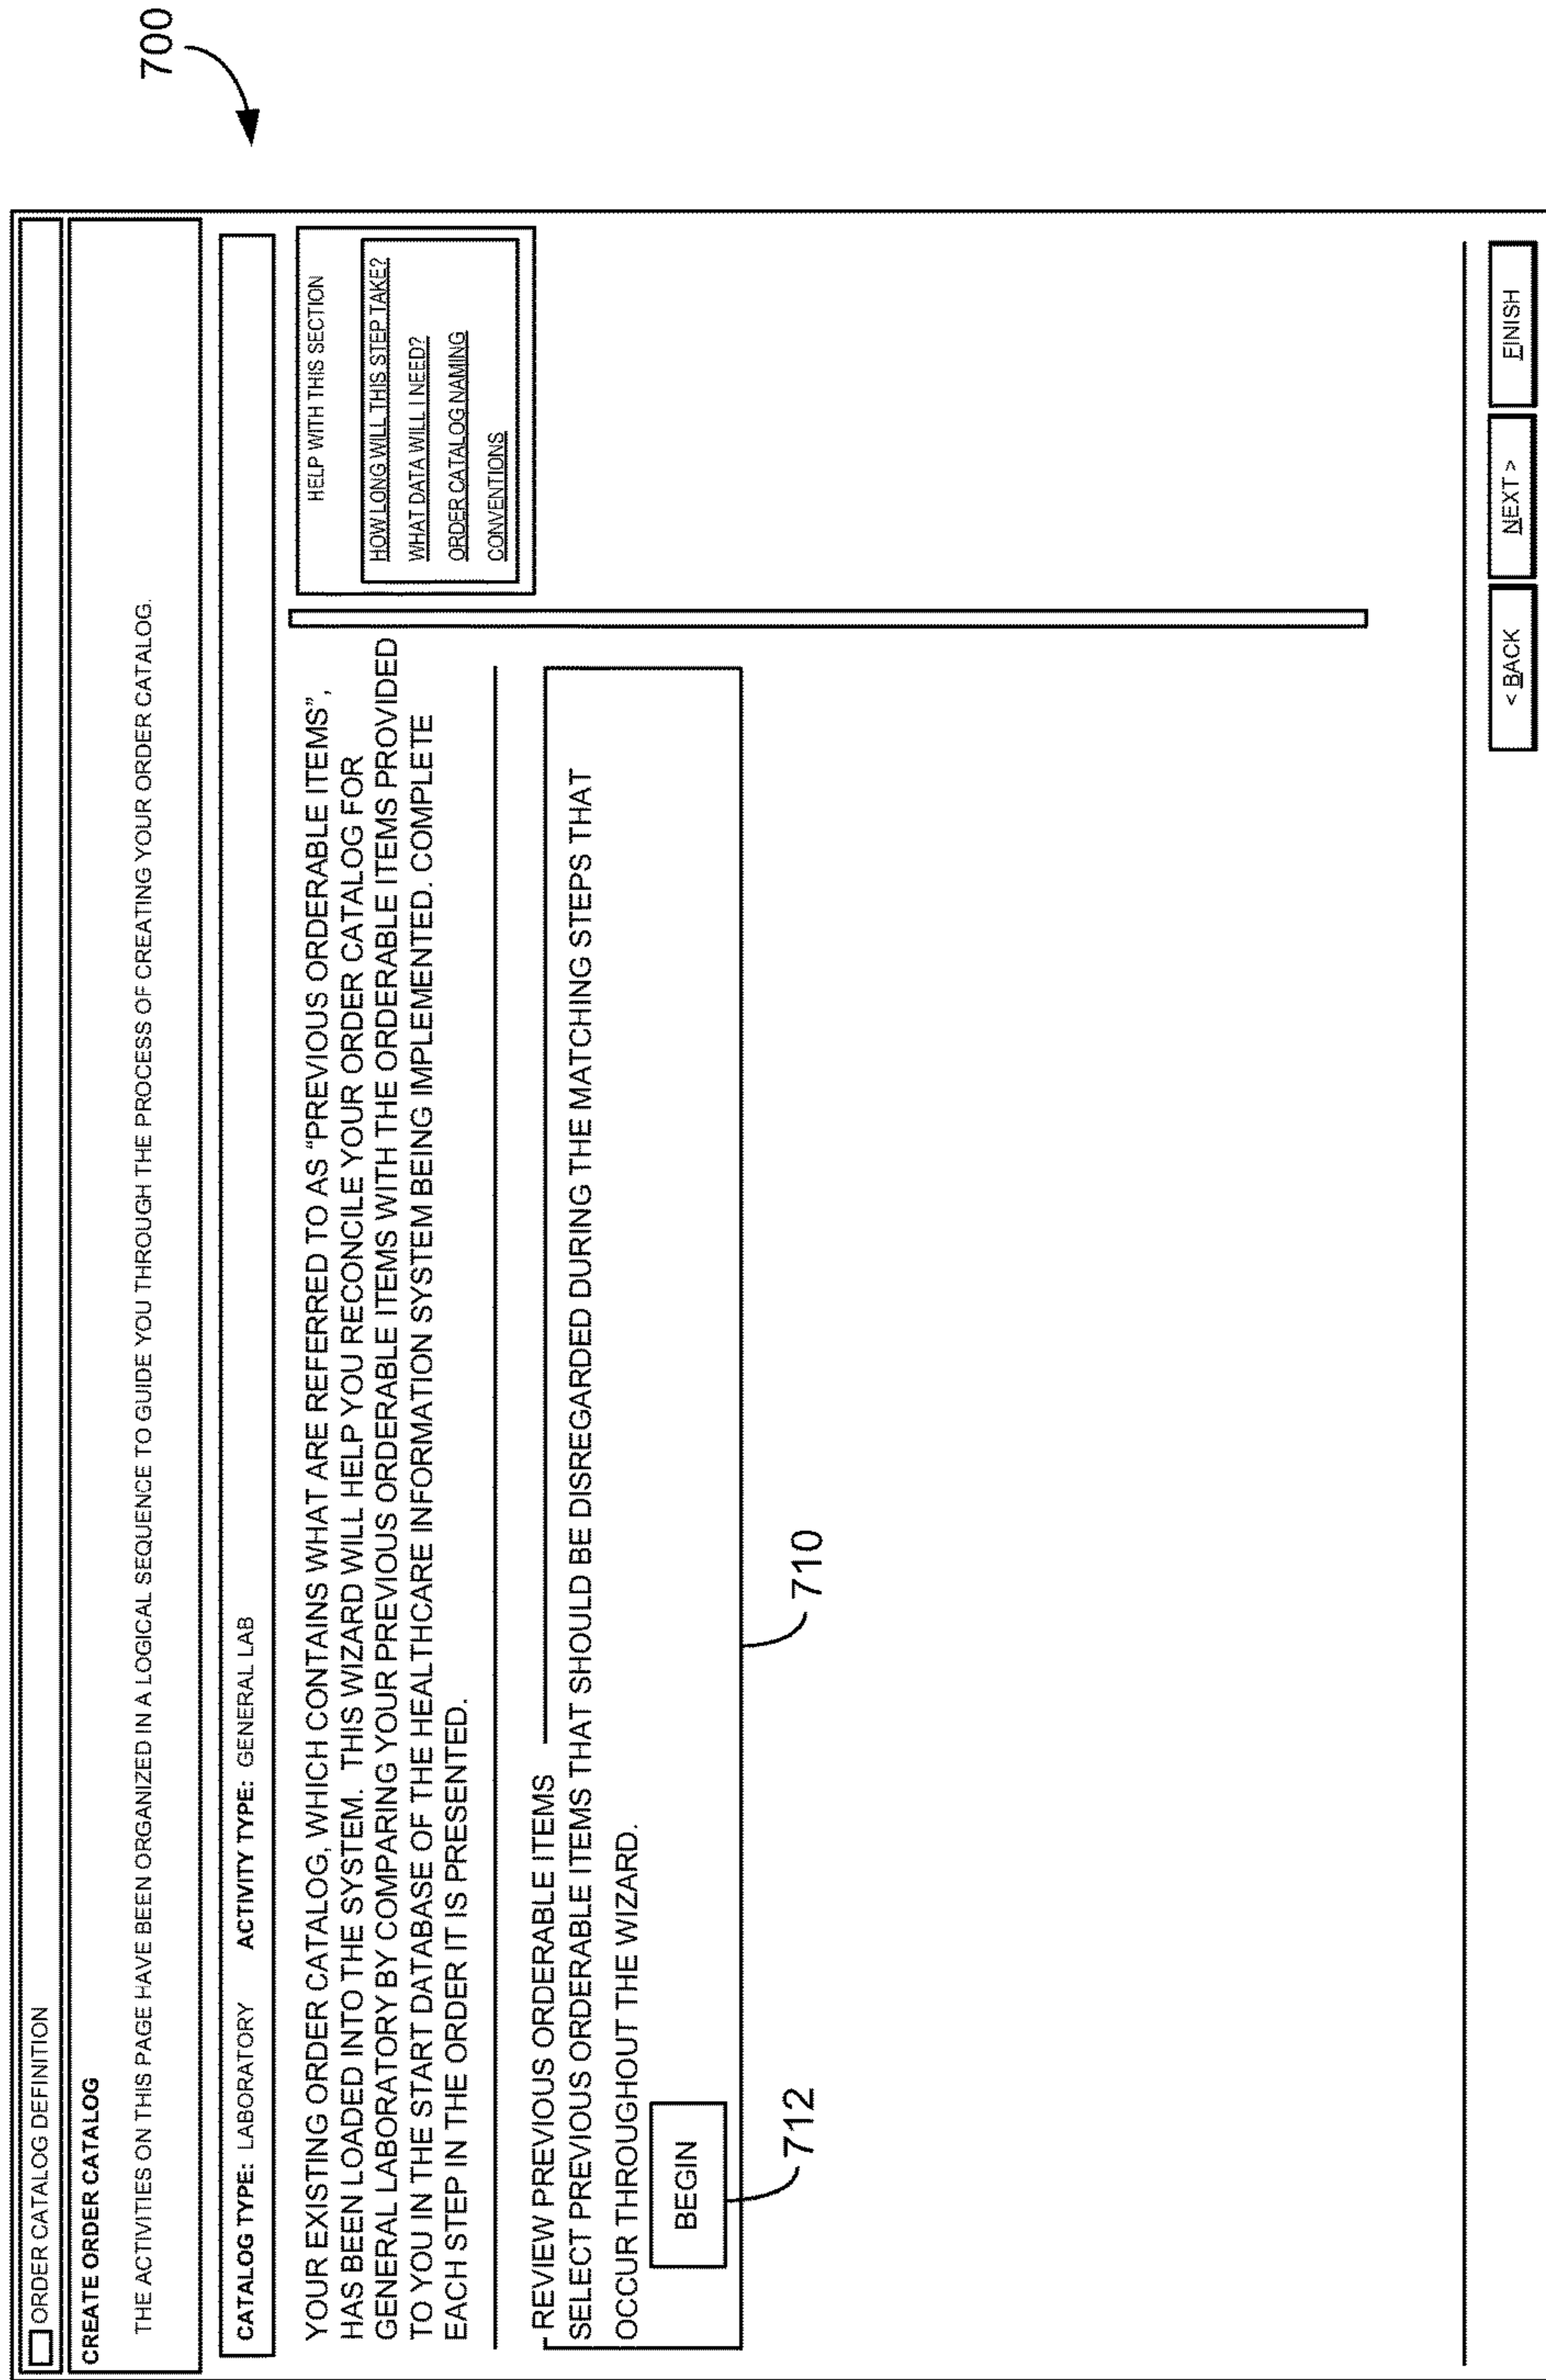 700
ORDER CATALOG DEFINITION
CREATE ORDER CATALOG
THE ACTIVITIES ON THIS PAGE HAVE BEEN ORGANIZED IN A LOGICAL SEQUENCE TO GUIDE YOU THROUGH THE PROCESS OF CREATING YOUR ORDER CATALOG.
CATALOG TYPE: LABORATORY ACTIVITY TYPE: GENERAL LAB
YOUR EXISTING ORDER CATALOG, WHICH CONTAINS WHAT ARE REFERRED TO AS “PREVIOUS ORDERABLE ITEMS”,
HAS BEEN LOADED INTO THE SYSTEM. THIS WIZARD WILL HELP YOU RECONCILE YOUR ORDER CATALOG FOR
GENERAL LABORATORY BY COMPARING YOUR PREVIOUS ORDERABLE ITEMS WITH THE ORDERABLE ITEMS PROVIDED
TO YOU IN THE START DATABASE OF THE HEALTHCARE INFORMATION SYSTEM BEING IMPLEMENTED. COMPLETE
EACH STEP IN THE ORDER IT IS PRESENTED.
HELP WITH THIS SECTION
HOW LONG WILL THIS STEP TAKE?
WHAT DATA WILL I NEED?
ORDER CATALOG NAMING
CONVENTIONS
REVIEW PREVIOUS ORDERABLE ITEMS
SELECT PREVIOUS ORDERABLE ITEMS THAT SHOULD BE DISREGARDED DURING THE MATCHING STEPS THAT
OCCUR THROUGHOUT THE WIZARD.
BEGIN
712
710
< BACK
NEXT >
FINISH